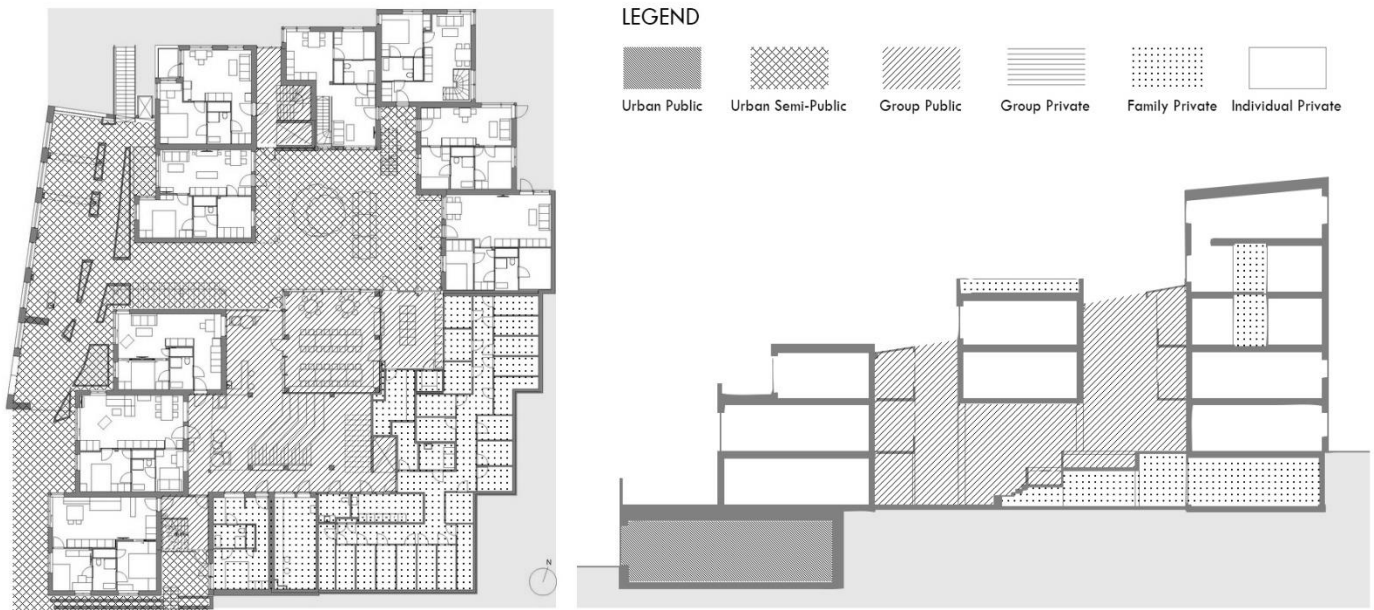 LEGEND
Urban Public
Urban Semi-Public
Group Public
Group Private
Family Private
Individual Private
N